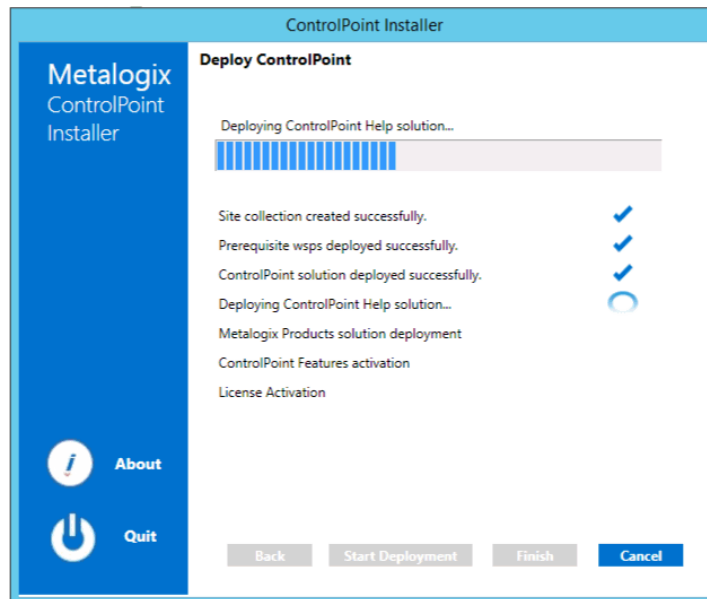 ControlPoint Installer
Metalogix
ControlPoint
Installer
Deploy ControlPoint
Deploying ControlPoint Help solution...
Site collection created successfully.
Prerequisite wsps deployed successfully.
ControlPoint solution deployed successfully.
Deploying ControlPoint Help solution...
Metalogix Products solution deployment
ControlPoint Features activation
License Activation
i About
Quit
Back Start Deployment Finish Cancel